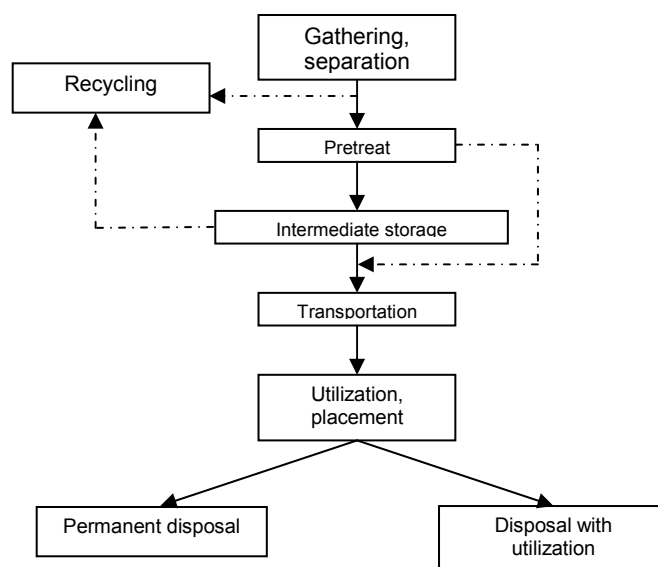 Gathering,
separation
Recycling
Pretreat
Intermediate storage
Transportation
Utilization,
placement
Permanent disposal
Disposal with
utilization